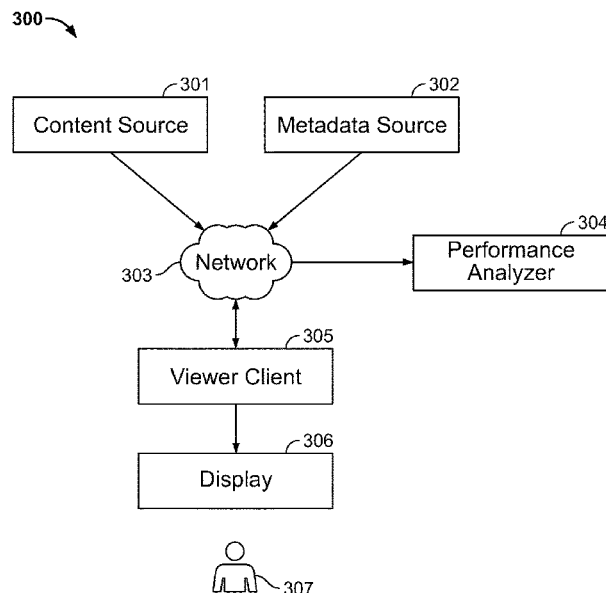 300
301
302
Content Source
Metadata Source
304
Performance
Analyzer
303
Network
305
Viewer Client
306
Display
307